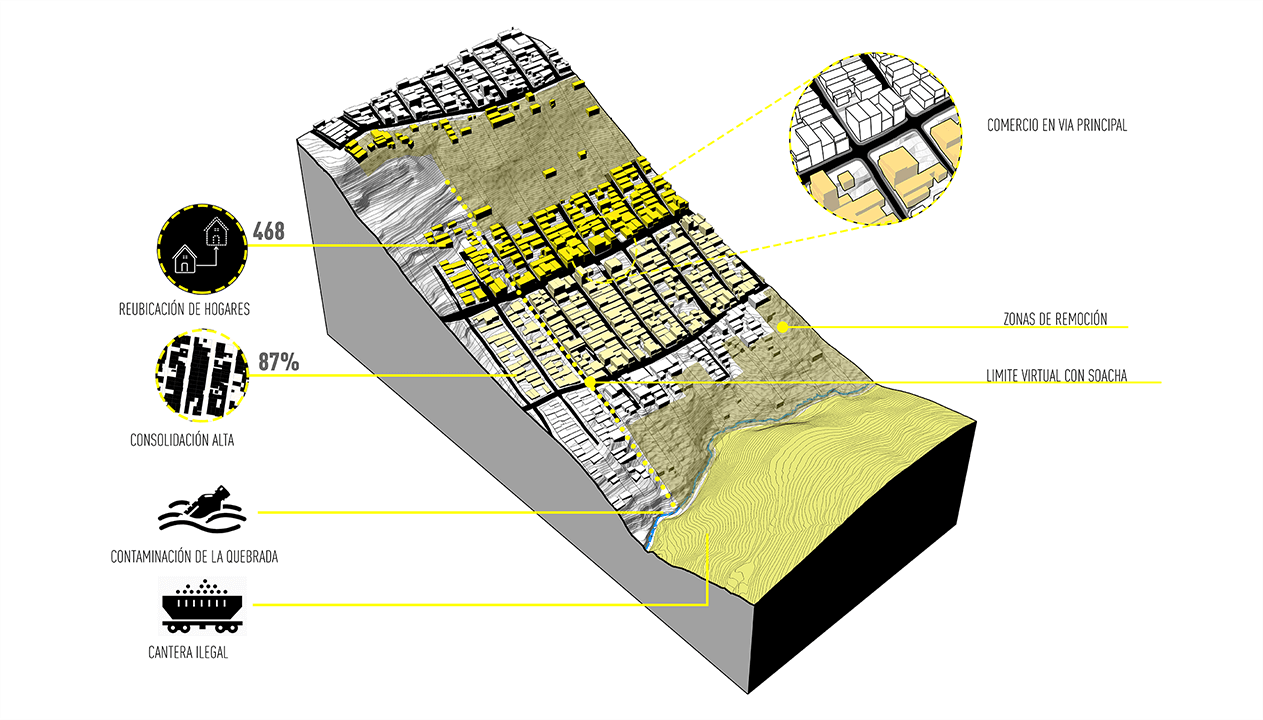 COMERCIO EN VIA PRINCIPAL
468
REUBICACIÓN DE HOGARES
ZONAS DE REMOCIÓN
87%
LIMITE VIRTUAL CON SOACHA
CONSOLIDACIÓN ALTA
CONTAMINACIÓN DE LA QUEBRADA
CANTERA ILEGAL